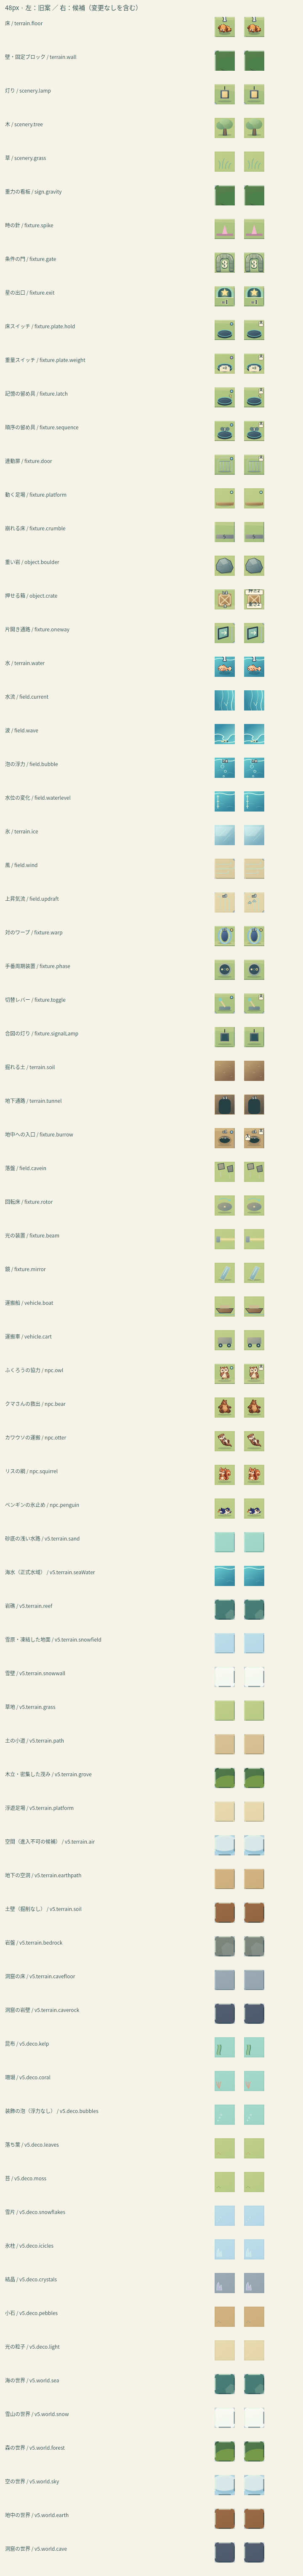 48px・左：旧案／右：候補（変更なしを含む）
床 / terrain.floor
壁・固定ブロック / terrain.wall
灯り / scenery.lamp
木 / scenery.tree
草 / scenery.grass
重力の看板 / sign.gravity
時の針 / fixture.spike
条件の門 / fixture.gate
星の出口 / fixture.exit
床スイッチ / fixture.plate.hold
重量スイッチ / fixture.plate.weight
記憶の留め具 / fixture.latch
順序の留め具 / fixture.sequence
連動扉 / fixture.door
動く足場 / fixture.platform
崩れる床 / fixture.crumble
重い岩 / object.boulder
押せる箱 / object.crate
片開き通路 / fixture.oneway
水 / terrain.water
水流 / field.current
波 / field.wave
泡の浮力 / field.bubble
水位の変化 / field.waterlevel
氷 / terrain.ice
風 / field.wind
上昇気流 / field.updraft
対のワープ / fixture.warp
手番周期装置 / fixture.phase
切替レバー / fixture.toggle
合図の灯り / fixture.signalLamp
掘れる土 / terrain.soil
地下通路 / terrain.tunnel
地中への入口 / fixture.burrow
落盤 / field.cavein
回転床 / fixture.rotor
光の装置 / fixture.beam
鏡 / fixture.mirror
運搬船 / vehicle.boat
運搬車 / vehicle.cart
ふくろうの協力 / npc.owl
クマさんの救出 / npc.bear
カワウソの運搬 / npc.otter
リスの綱 / npc.squirrel
ペンギンの氷止め / npc.penguin
砂底の浅い水路 / v5.terrain.sand
海水（正式水域） / v5.terrain.seaWater
岩礁 / v5.terrain.reef
雪原・凍結した地面 / v5.terrain.snowfield
雪壁 / v5.terrain.snowwall
草地 / v5.terrain.grass
土の小道 / v5.terrain.path
木立・密集した茂み / v5.terrain.grove
浮遊足場 / v5.terrain.platform
空間（進入不可の候補） / v5.terrain.air
地下の空洞 / v5.terrain.earthpath
土壁（掘削なし） / v5.terrain.soil
岩盤 / v5.terrain.bedrock
洞窟の床 / v5.terrain.cavefloor
洞窟の岩壁 / v5.terrain.caverock
昆布 / v5.deco.kelp
珊瑚 / v5.deco.coral
装飾の泡（浮力なし） / v5.deco.bubbles
落ち葉 / v5.deco.leaves
苔 / v5.deco.moss
雪片 / v5.deco.snowflakes
氷柱 / v5.deco.icicles
結晶 / v5.deco.crystals
小石 / v5.deco.pebbles
光の粒子 / v5.deco.light
海の世界 / v5.world.sea
雪山の世界 / v5.world.snow
森の世界 / v5.world.forest
空の世界 / v5.world.sky
地中の世界 / v5.world.earth
洞窟の世界 / v5.world.cave